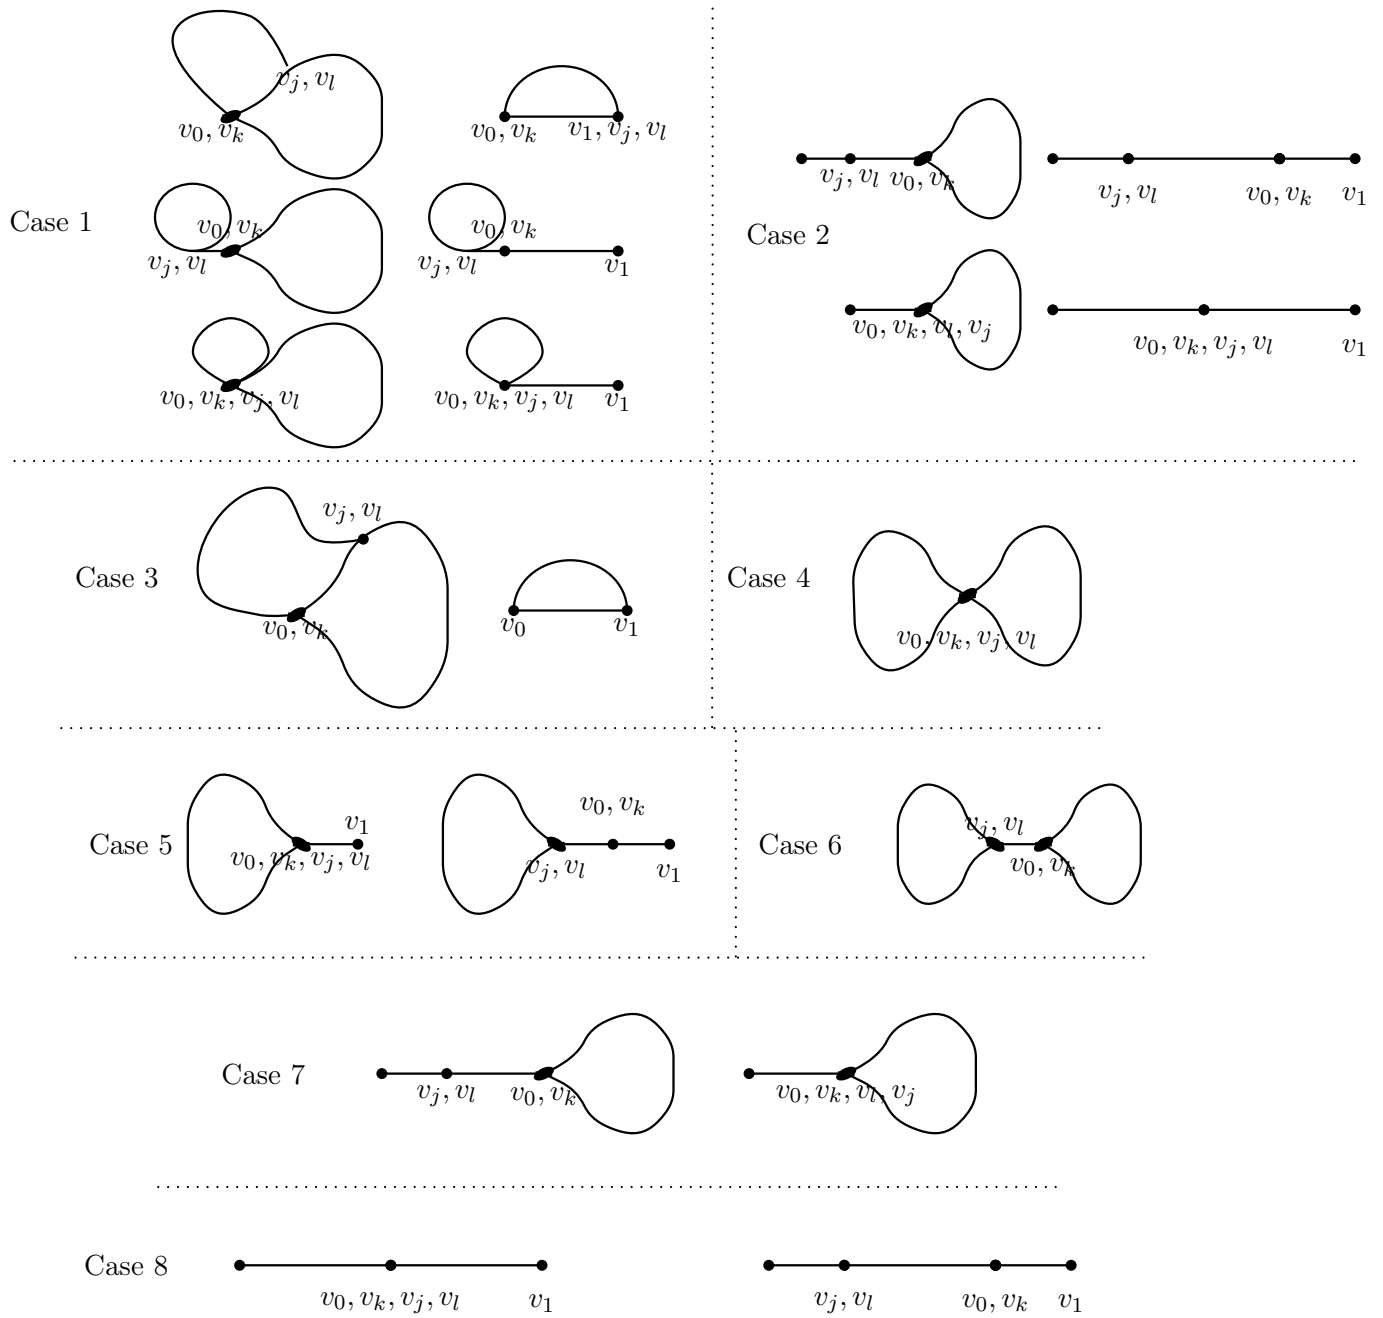 v_j, v_l
v_0, v_k
v_0, v_k
v_1, v_j, v_l
Case 1
v_0, v_k
v_j, v_l
v_0, v_k
v_j, v_l
v_1
v_0, v_k, v_j, v_l
v_0, v_k, v_j, v_l
v_1
Case 2
v_j, v_l
v_0, v_k
v_j, v_l
v_0, v_k
v_1
v_0, v_k, v_l, v_j
v_0, v_k, v_j, v_l
v_1
Case 3
v_j, v_l
v_0, v_k
v_0
v_1
Case 4
v_0, v_k, v_j, v_l
Case 5
v_1
v_0, v_k, v_j, v_l
v_0, v_k
v_j, v_l
v_1
Case 6
v_j, v_l
v_0, v_k
Case 7
v_j, v_l
v_0, v_k
v_0, v_k, v_l, v_j
Case 8
v_0, v_k, v_j, v_l
v_1
v_j, v_l
v_0, v_k
v_1